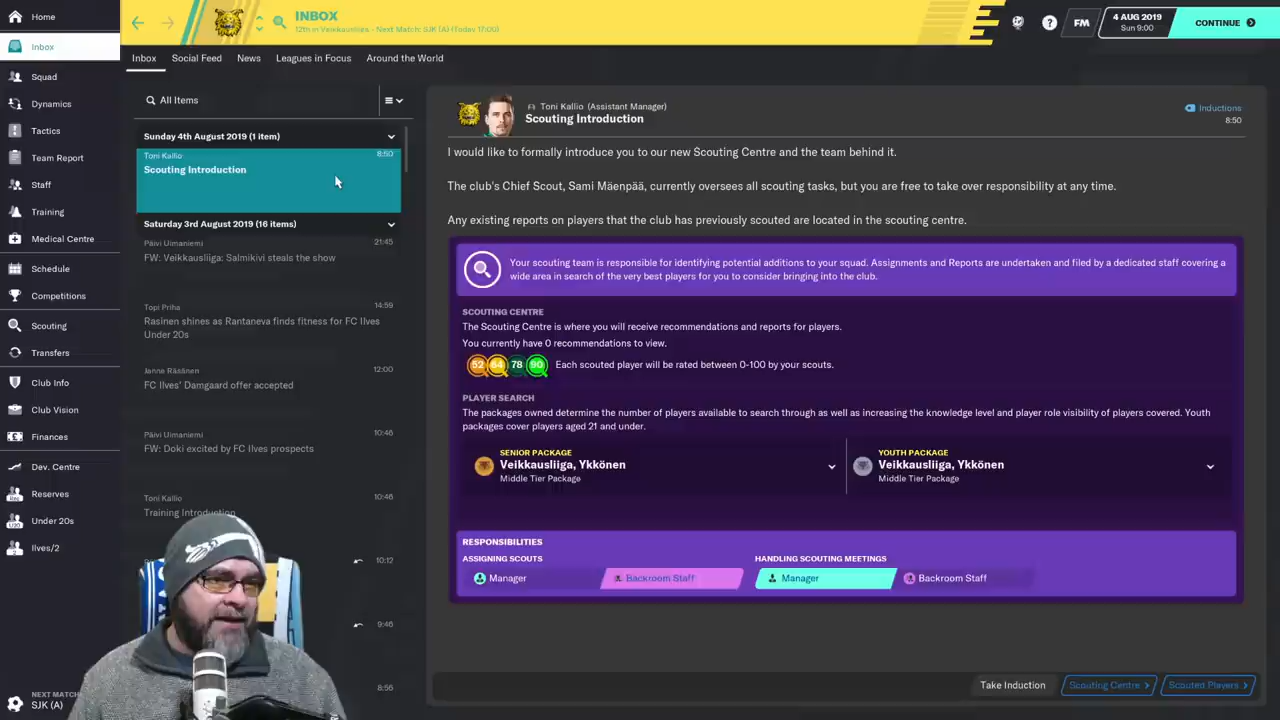 Home
Inbox
Squad
Dynamics
Tactics
Team Report
Staff
Training
Medical Centre
Schedule
Competitions
Scouting
Transfers
Club Info
Club Vision
Finances
Dev. Centre
Reserves
Under 20s
Ilves/2
NEXT MATCH
SJK (A)
INBOX
12th in Veikkausliiga - Next Match: SJK (A) (Today 17:00)
FM
4 AUG 2019
Sun 9:00
CONTINUE
Inbox
Social Feed
News
Leagues in Focus
Around the World
All Items
Sunday 4th August 2019 (1 item)
Toni Kallio
8:50
Scouting Introduction
Saturday 3rd August 2019 (16 items)
Päivi Uimaniemi
21:45
FW: Veikkausliiga: Salmikivi steals the show
Topi Priha
14:59
Rasinen shines as Rantaneva finds fitness for FC Ilves
Under 20s
Janne Räsänen
12:00
FC Ilves' Damgaard offer accepted
Päivi Uimaniemi
10:46
FW: Doki excited by FC Ilves prospects
Toni Kallio
10:46
Training Introduction
10:12
9:46
8:56
Toni Kallio (Assistant Manager)
Scouting Introduction
Inductions
8:50
I would like to formally introduce you to our new Scouting Centre and the team behind it.
The club's Chief Scout, Sami Mäenpää, currently oversees all scouting tasks, but you are free to take over responsibility at any time.
Any existing reports on players that the club has previously scouted are located in the scouting centre.
Your scouting team is responsible for identifying potential additions to your squad. Assignments and Reports are undertaken and filed by a dedicated staff covering a
wide area in search of the very best players for you to consider bringing into the club.
SCOUTING CENTRE
The Scouting Centre is where you will receive recommendations and reports for players.
You currently have 0 recommendations to view.
52 64 78 90
Each scouted player will be rated between 0-100 by your scouts.
PLAYER SEARCH
The packages owned determine the number of players available to search through as well as increasing the knowledge level and player role visibility of players covered. Youth
packages cover players aged 21 and under.
SENIOR PACKAGE
Veikkausliiga, Ykkönen
Middle Tier Package
YOUTH PACKAGE
Veikkausliiga, Ykkönen
Middle Tier Package
RESPONSIBILITIES
ASSIGNING SCOUTS
Manager
Backroom Staff
HANDLING SCOUTING MEETINGS
Manager
Backroom Staff
Take Induction
Scouting Centre
Scouted Players